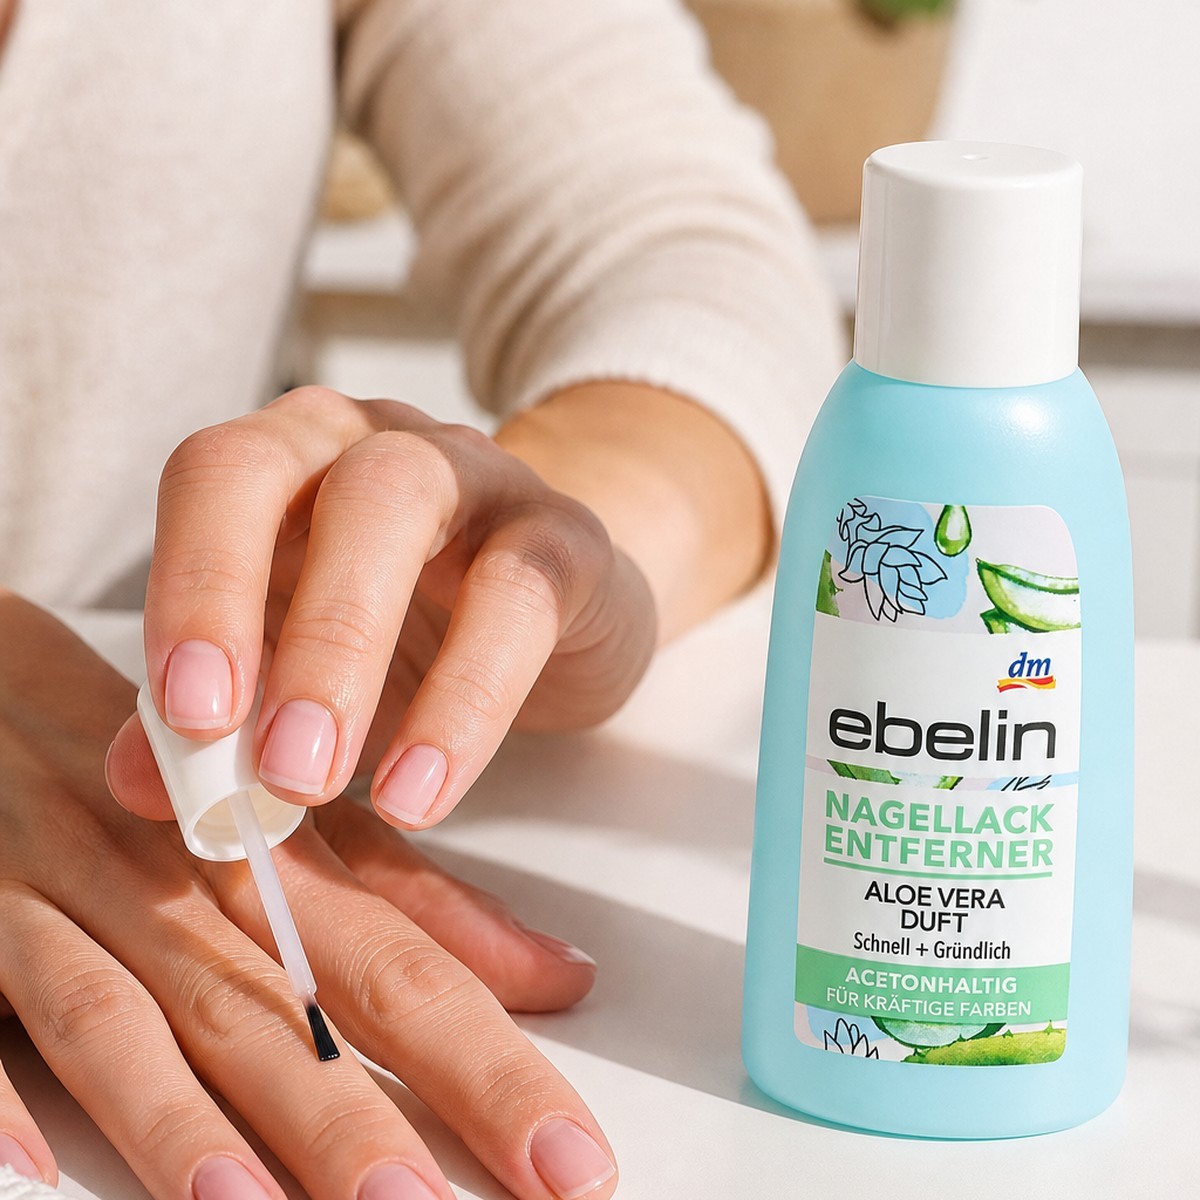 dm
ebelin
NAGELLACK
ENTFERNER
ALOE VERA
DUFT
Schnell + Gründlich
ACETONHALTIG
FÜR KRÄFTIGE FARBEN